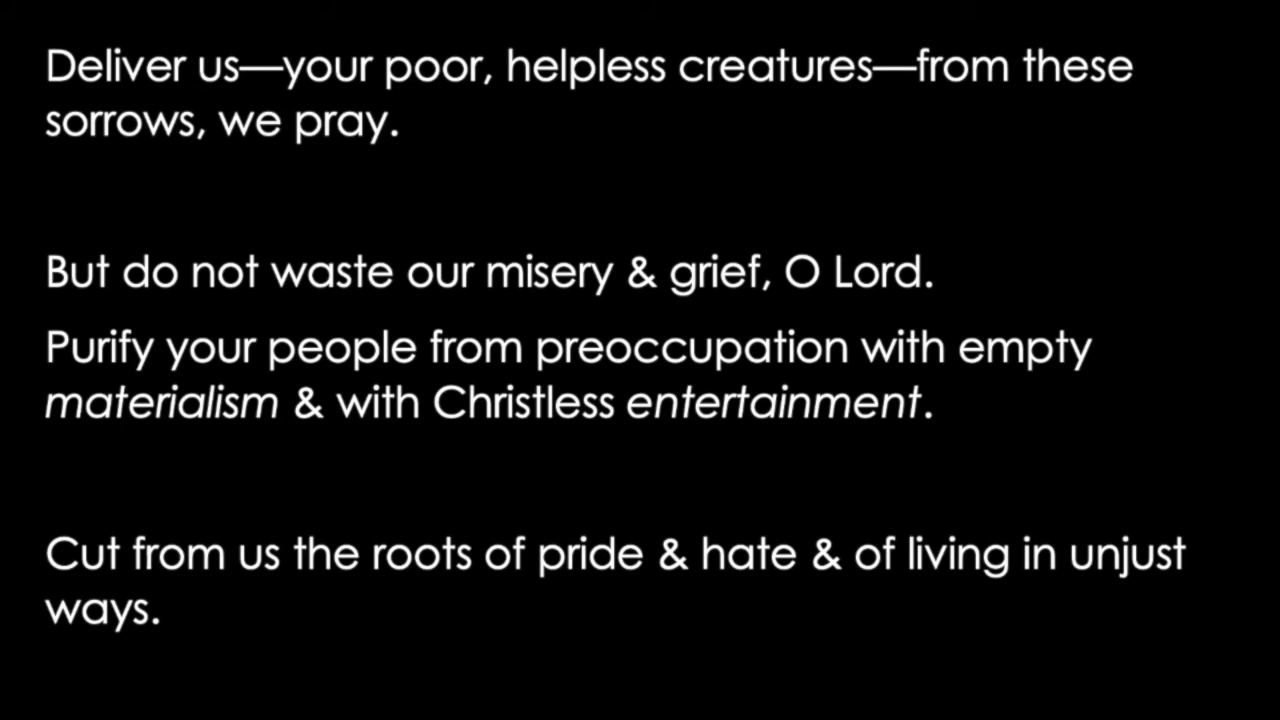 Deliver us—your poor, helpless creatures—from these
sorrows, we pray.
But do not waste our misery & grief, O Lord.
Purify your people from preoccupation with empty
materialism & with Christless entertainment.
Cut from us the roots of pride & hate & of living in unjust
ways.